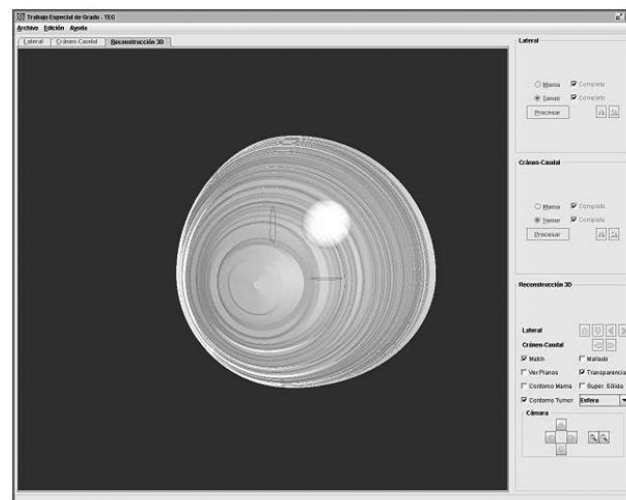 Trabajo Especial de Grado - TEG
Archivo Edición Ayuda
Lateral Cráneo-Caudal Reconstrucción 3D
Lateral
Mama Completo
Tumor Completo
Procesar
Cráneo-Caudal
Mama Completo
Tumor Completo
Procesar
Reconstrucción 3D
Lateral
Cráneo-Caudal
Match Mallado
Ver Planos Transparencia
Contorno Mama Super. Sólida
Contorno Tumor Esfera
Cámara